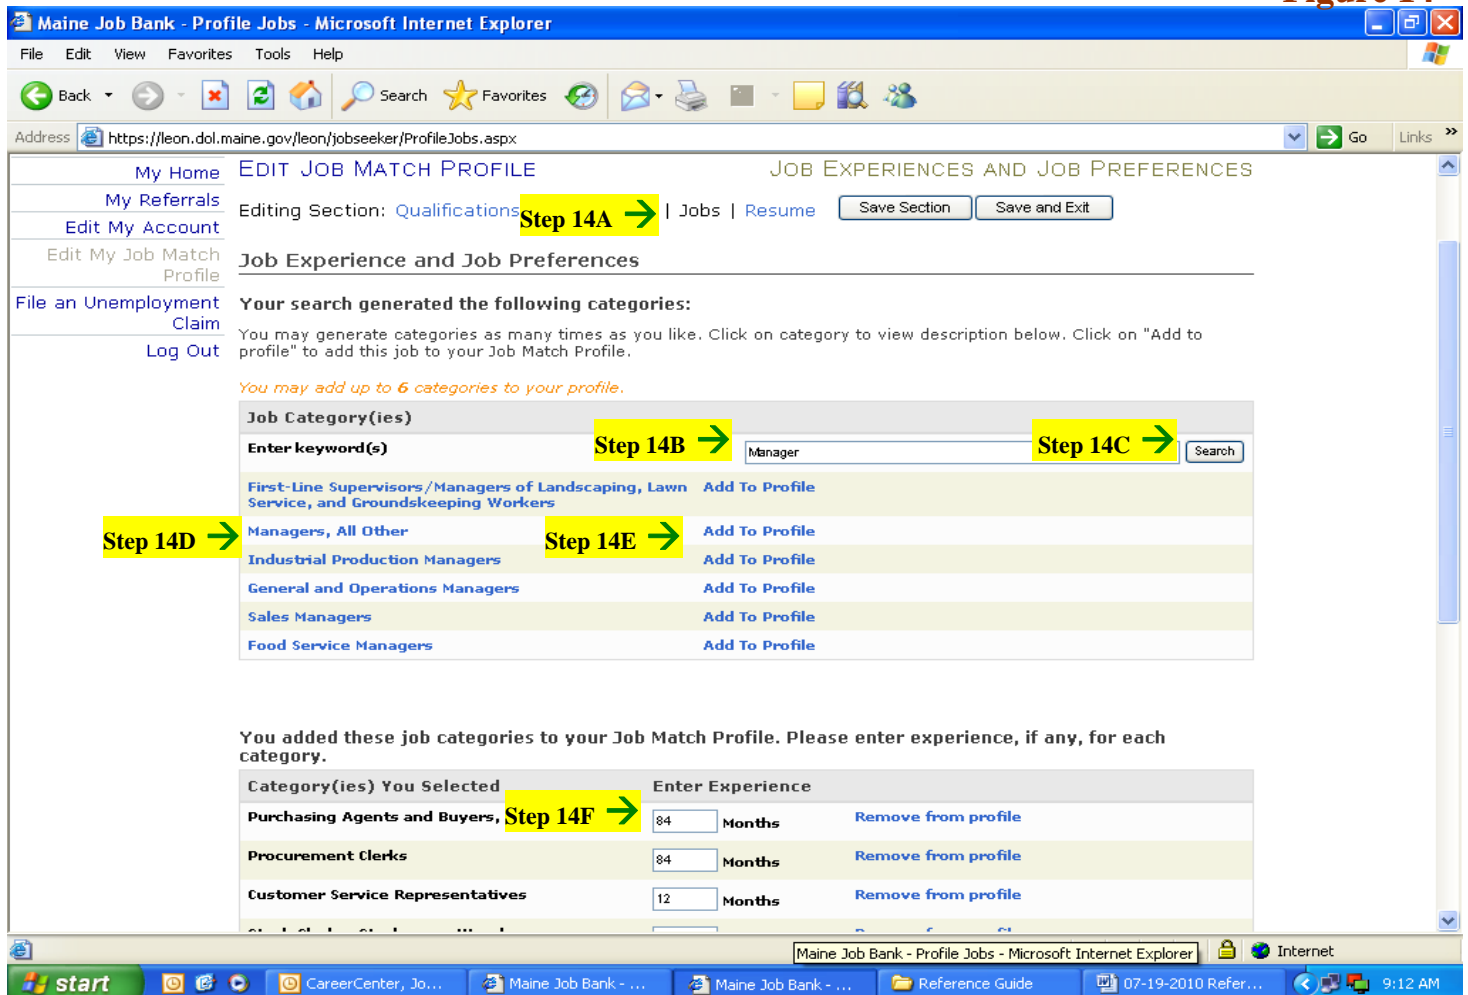 Figure 14
Maine Job Bank - Profile Jobs - Microsoft Internet Explorer
File Edit View Favorites Tools Help
Back Search Favorites
Address https://leon.dol.maine.gov/leon/jobseeker/ProfileJobs.aspx Go Links »
My Home
My Referrals
Edit My Account
Edit My Job Match
Profile
File an Unemployment
Claim
Log Out
EDIT JOB MATCH PROFILE JOB EXPERIENCES AND JOB PREFERENCES
Editing Section: Qualifications Step 14A → | Jobs | Resume Save Section Save and Exit
Job Experience and Job Preferences
Your search generated the following categories:
You may generate categories as many times as you like. Click on category to view description below. Click on "Add to
profile" to add this job to your Job Match Profile.
You may add up to 6 categories to your profile.
Job Category(ies)
Enter keyword(s) Step 14B → Manager Step 14C → Search
First-Line Supervisors/Managers of Landscaping, Lawn Add To Profile
Service, and Groundskeeping Workers
Step 14D → Managers, All Other Step 14E → Add To Profile
Industrial Production Managers Add To Profile
General and Operations Managers Add To Profile
Sales Managers Add To Profile
Food Service Managers Add To Profile
You added these job categories to your Job Match Profile. Please enter experience, if any, for each
category.
Category(ies) You Selected Enter Experience
Purchasing Agents and Buyers, Step 14F → 84 Months Remove from profile
Procurement Clerks 84 Months Remove from profile
Customer Service Representatives 12 Months Remove from profile
Maine Job Bank - Profile Jobs - Microsoft Internet Explorer Internet
start CareerCenter, Jo... Maine Job Bank - ... Maine Job Bank - ... Reference Guide 07-19-2010 Refer... 9:12 AM